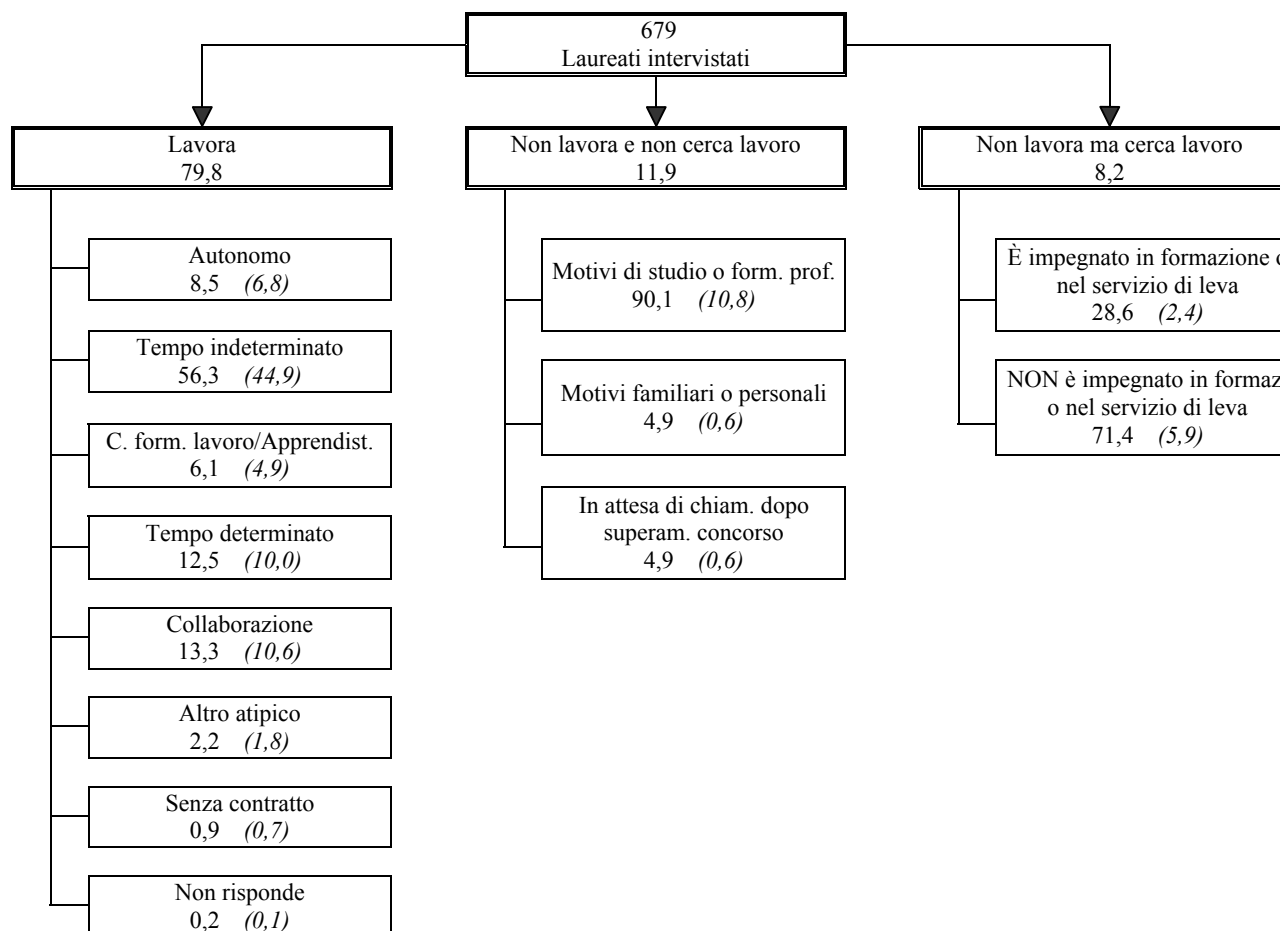 679
Laureati intervistati
Lavora
79,8
Autonomo
8,5 (6,8)
Tempo indeterminato
56,3 (44,9)
C. form. lavoro/Apprendist.
6,1 (4,9)
Tempo determinato
12,5 (10,0)
Collaborazione
13,3 (10,6)
Altro atipico
2,2 (1,8)
Senza contratto
0,9 (0,7)
Non risponde
0,2 (0,1)
Non lavora e non cerca lavoro
11,9
Motivi di studio o form. prof.
90,1 (10,8)
Motivi familiari o personali
4,9 (0,6)
In attesa di chiam. dopo
superam. concorso
4,9 (0,6)
Non lavora ma cerca lavoro
8,2
È impegnato in formazione
nel servizio di leva
28,6 (2,4)
NON è impegnato in
o nel servizio di leva
71,4 (5,9)